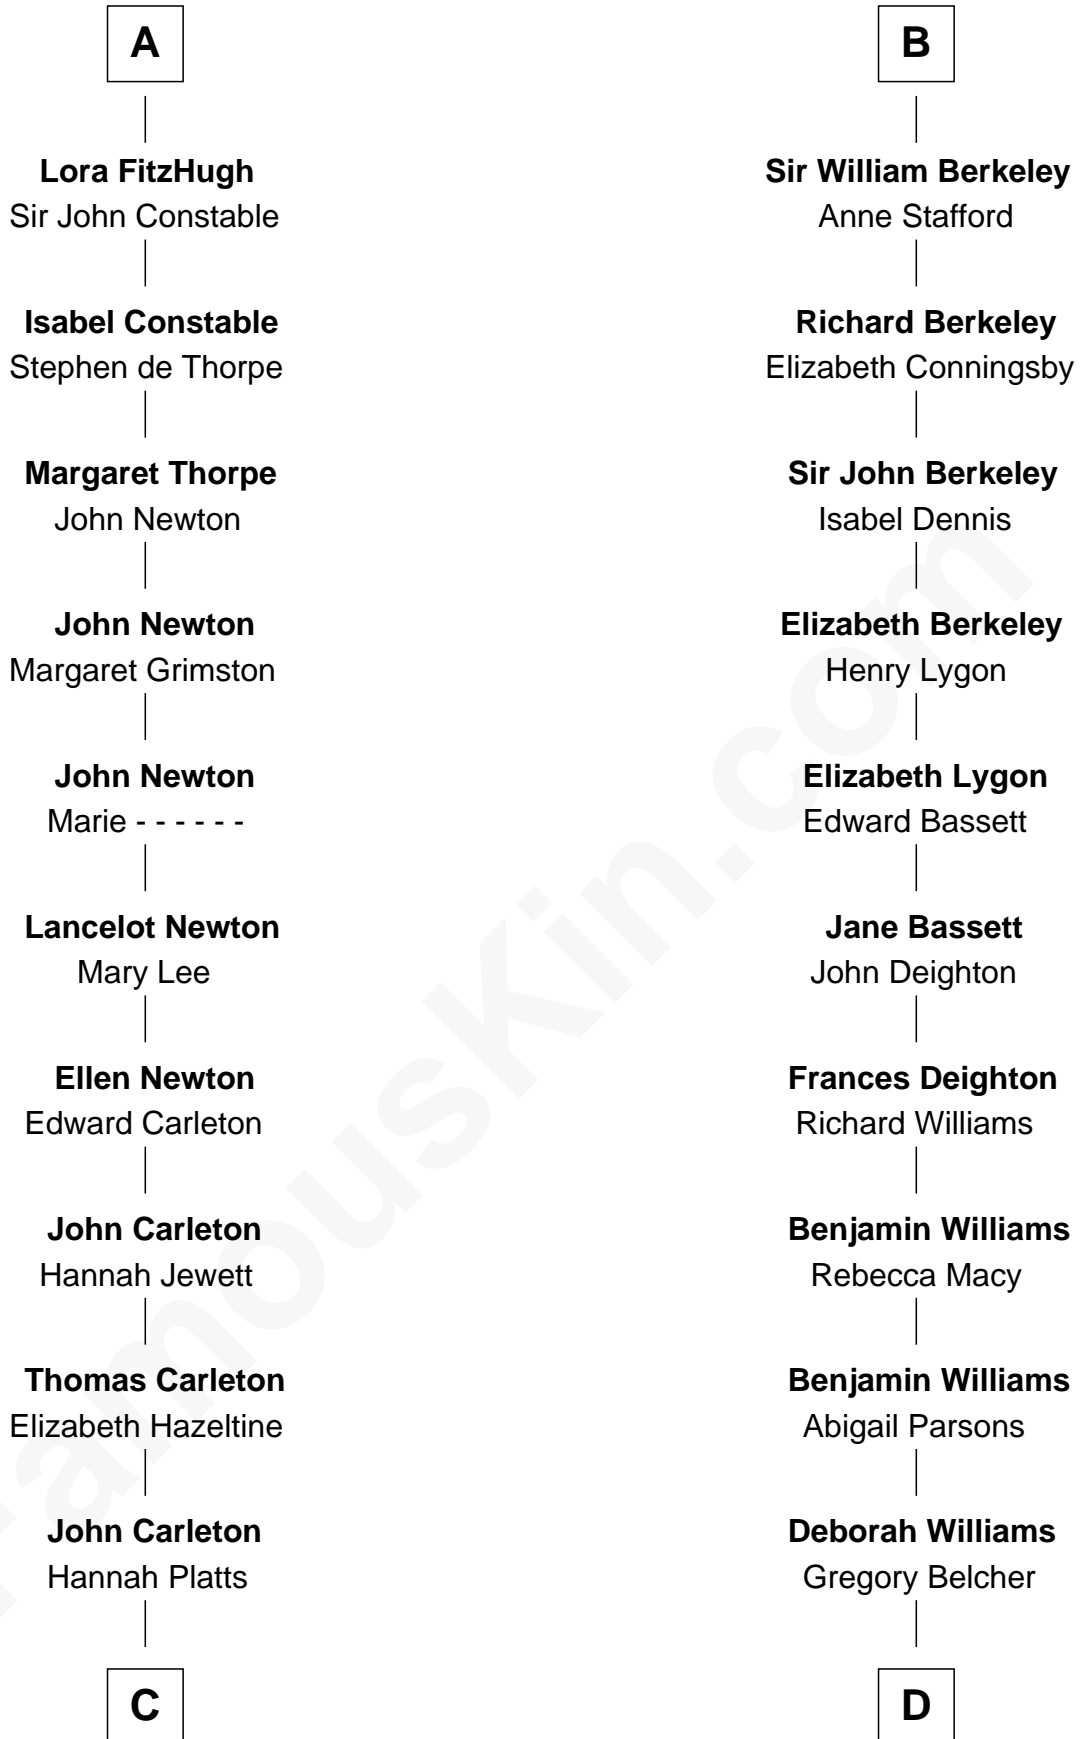 A
Lora FitzHugh
Sir John Constable
Isabel Constable
Stephen de Thorpe
Margaret Thorpe
John Newton
John Newton
Margaret Grimston
John Newton
Marie - - - - - -
Lancelot Newton
Mary Lee
Ellen Newton
Edward Carleton
John Carleton
Hannah Jewett
Thomas Carleton
Elizabeth Hazeltine
John Carleton
Hannah Platts
C
B
Sir William Berkeley
Anne Stafford
Richard Berkeley
Elizabeth Conningsby
Sir John Berkeley
Isabel Dennis
Elizabeth Berkeley
Henry Lygon
Elizabeth Lygon
Edward Bassett
Jane Bassett
John Deighton
Frances Deighton
Richard Williams
Benjamin Williams
Rebecca Macy
Benjamin Williams
Abigail Parsons
Deborah Williams
Gregory Belcher
D
FamousKin.com